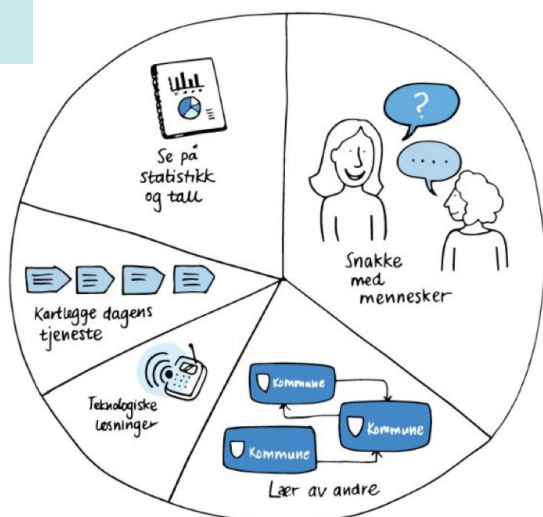 Se på
statistikk
og tall
?
....
Snakke
med
mennesker
Kartlegge dagens
tjeneste
Teknologiske
løsninger
Kommune
Kommune
Kommune
Lær av andre